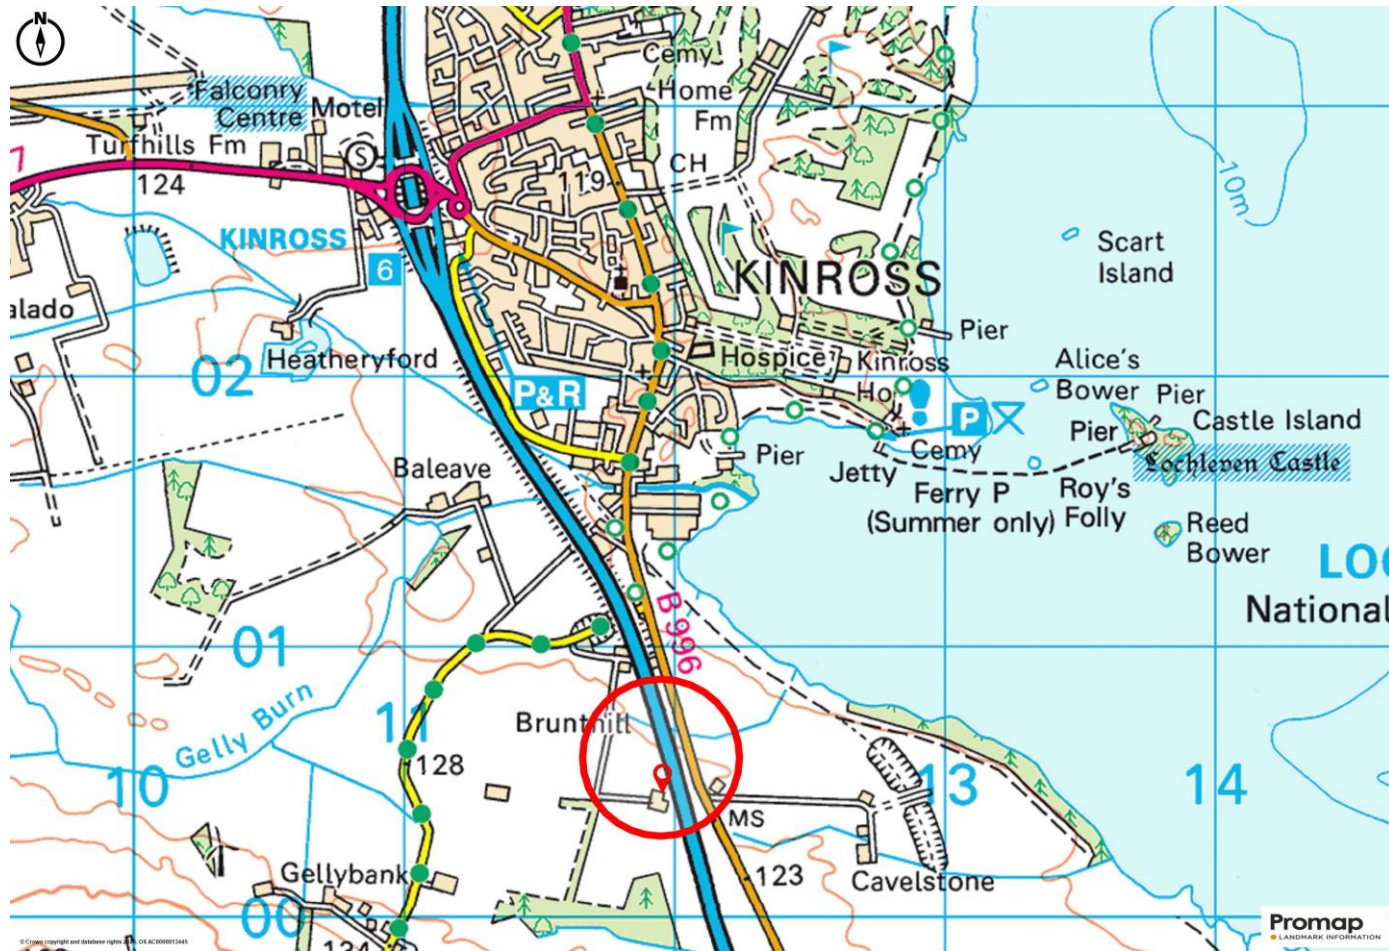 N
Cemy
Falconry
Centre
Motel
Home
Fm
Turfhills Fm
S
7
124
119
CH
10m
KINROSS
6
KINROSS
Scart
Island
alado
Heatheryford
Pier
02
Hospice
Kinross
Ho
Alice's
Bower
Pier
P&R
P
Castle Island
Pier
Lochleven Castle
Baleave
Pier
Cemy
Jetty
Ferry P
(Summer only)
Roy's
Folly
Reed
Bower
LO
National
B 996
01
Gelly Burn
11
Brunthill
128
10
13
14
MS
Gellybank
123
Cavelstone
00
134
Promap
LANDMARK INFORMATION